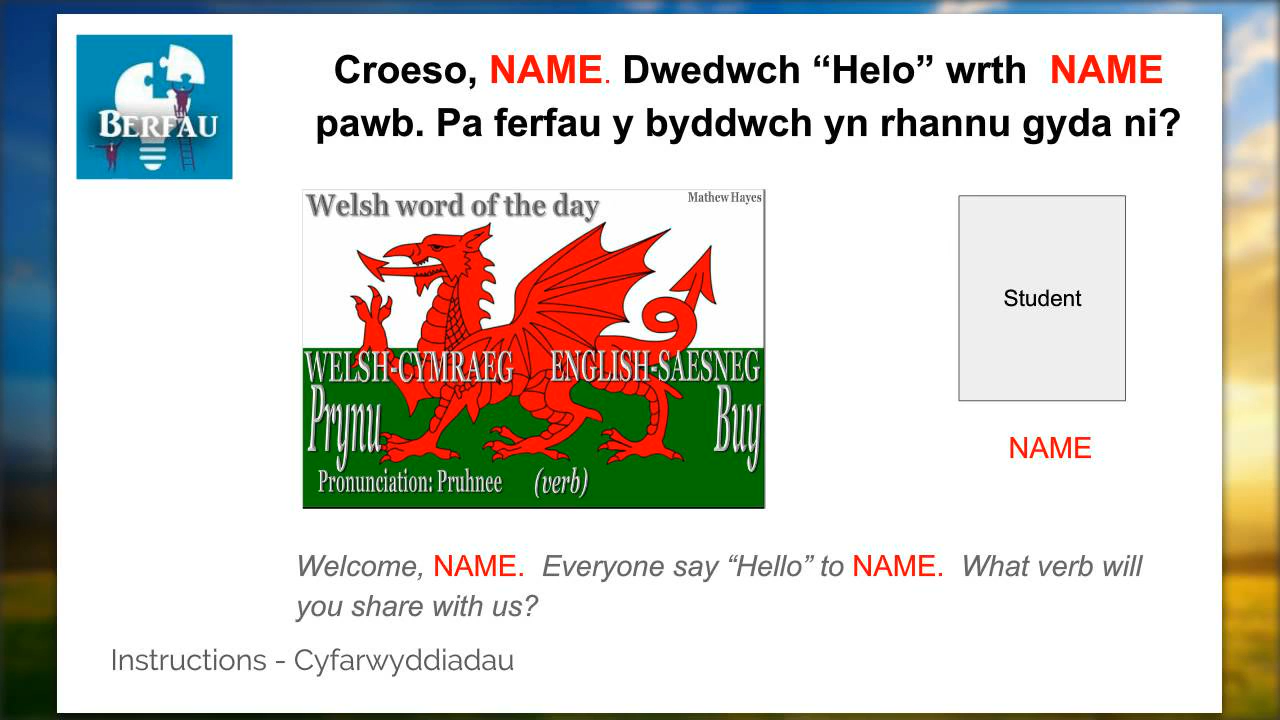 BERFAU
Croeso, NAME. Dwedwch “Helo” wrth NAME
pawb. Pa ferfau y byddwch yn rhannu gyda ni?
Welsh word of the day
Mathew Hayes
WELSH-CYMRAEG ENGLISH-SAESNEG
Prynu Buy
Pronunciation: Pruhnee (verb)
Student
NAME
Welcome, NAME. Everyone say “Hello” to NAME. What verb will
you share with us?
Instructions - Cyfarwyddiadau